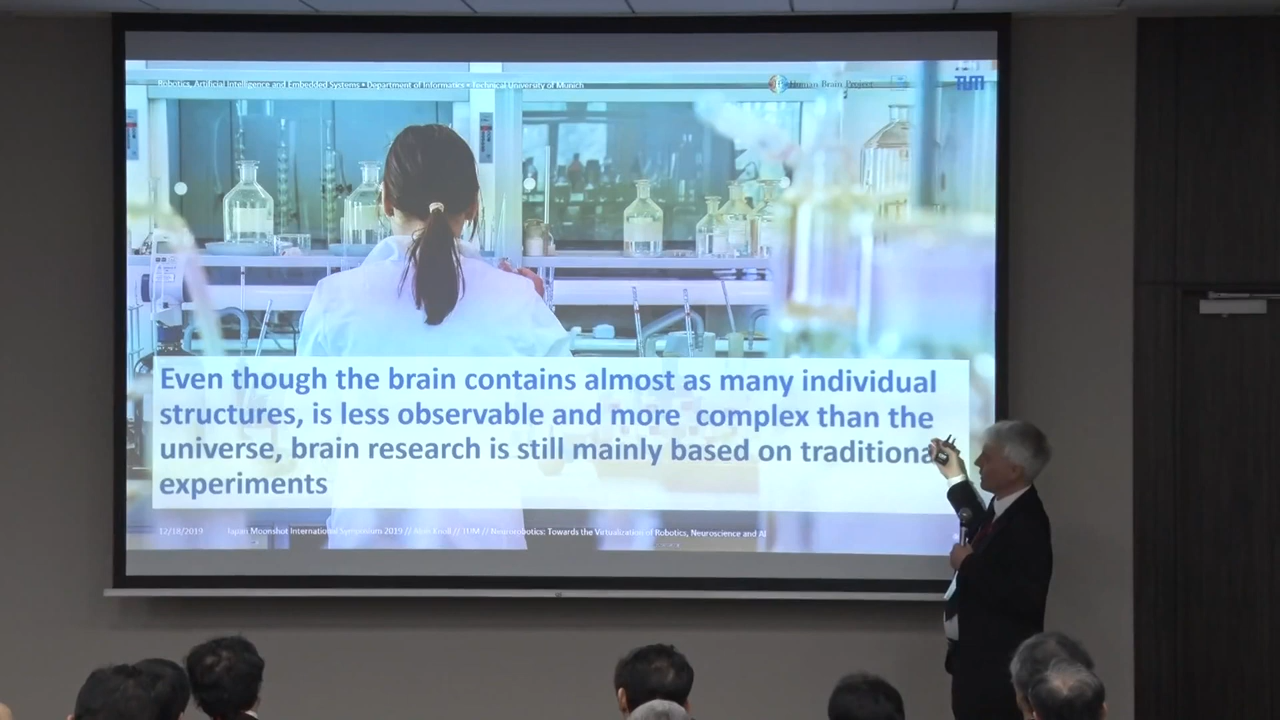 Robotics, Artificial Intelligence and Embedded Systems • Department of Informatics • Technical University of Munich
Human Brain Project
TUM
Even though the brain contains almost as many individual
structures, is less observable and more complex than the
universe, brain research is still mainly based on traditiona
experiments
12/18/2019 Japan Moonshot International Symposium 2019 // Alois Knoll // TUM // Neurorobotics: Towards the Virtualization of Robotics, Neuroscience and AI